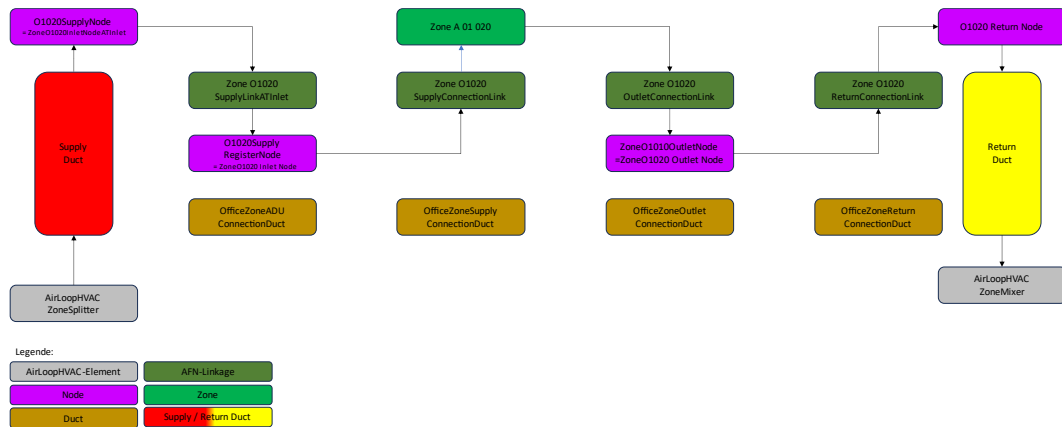 O1020SupplyNode
= ZoneO1020InletNodeATInlet
Zone A 01 020
O1020 Return Node
Supply
Duct
Zone O1020
SupplyLinkATInlet
Zone O1020
SupplyConnectionLink
Zone O1020
OutletConnectionLink
Zone O1020
ReturnConnectionLink
O1020Supply
RegisterNode
= ZoneO1020 Inlet Node
ZoneO1010OutletNode
=ZoneO1020 Outlet Node
Return
Duct
OfficeZoneADU
ConnectionDuct
OfficeZoneSupply
ConnectionDuct
OfficeZoneOutlet
ConnectionDuct
OfficeZoneReturn
ConnectionDuct
AirLoopHVAC
ZoneSplitter
AirLoopHVAC
ZoneMixer
Legende:
AirLoopHVAC-Element
AFN-Linkage
Node
Zone
Duct
Supply / Return Duct